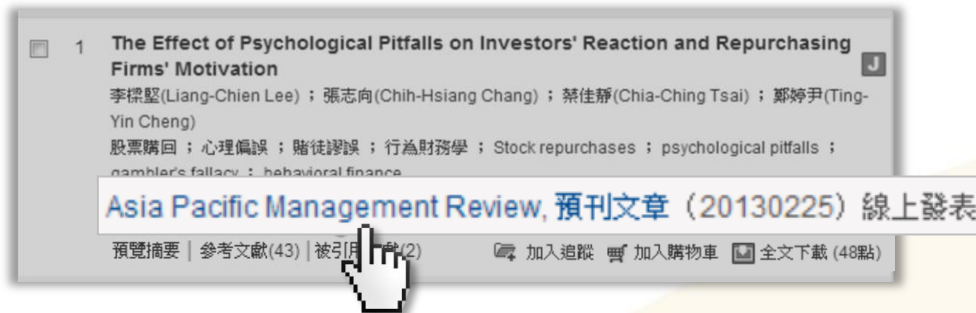 1 The Effect of Psychological Pitfalls on Investors' Reaction and Repurchasing
Firms' Motivation
J
李樑堅(Liang-Chien Lee) ; 張志向(Chih-Hsiang Chang) ; 蔡佳靜(Chia-Ching Tsai) ; 鄭婷尹(Ting-
Yin Cheng)
股票購回 ; 心理偏誤 ; 賭徒謬誤 ; 行為財務學 ; Stock repurchases ; psychological pitfalls ;
gambler's fallacy ; behavioral finance
Asia Pacific Management Review, 預刊文章（20130225）線上發表
預覽摘要 | 參考文獻(43) | 被引用 獻(2) 加入追蹤 加入購物車 全文下載 (48點)